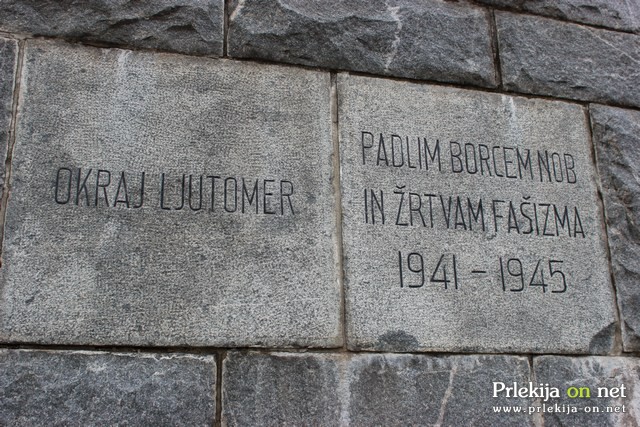 OKRAJ LJUTOMER
PADLIM BORCEM NOB
IN ŽRTVAM FAŠIZMA
1941 - 1945
Prlekija on net
www.prlekija-on.net